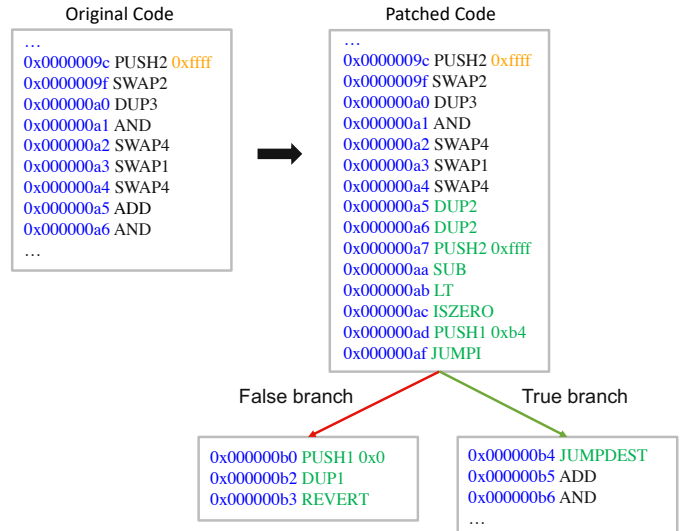 Original Code
…
0x0000009c PUSH2 0xffff
0x0000009f SWAP2
0x000000a0 DUP3
0x000000a1 AND
0x000000a2 SWAP4
0x000000a3 SWAP1
0x000000a4 SWAP4
0x000000a5 ADD
0x000000a6 AND
…
Patched Code
…
0x0000009c PUSH2 0xffff
0x0000009f SWAP2
0x000000a0 DUP3
0x000000a1 AND
0x000000a2 SWAP4
0x000000a3 SWAP1
0x000000a4 SWAP4
0x000000a5 DUP2
0x000000a6 DUP2
0x000000a7 PUSH2 0xffff
0x000000aa SUB
0x000000ab LT
0x000000ac ISZERO
0x000000ad PUSH1 0xb4
0x000000af JUMPI
False branch
0x000000b0 PUSH1 0x0
0x000000b2 DUP1
0x000000b3 REVERT
True branch
0x000000b4 JUMPDEST
0x000000b5 ADD
0x000000b6 AND
…